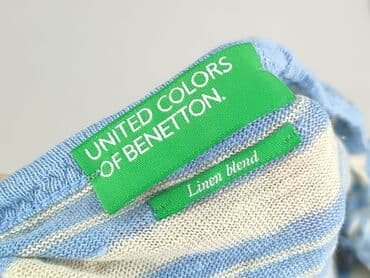 UNITED COLORS
OF BENETTON.
Linen blend